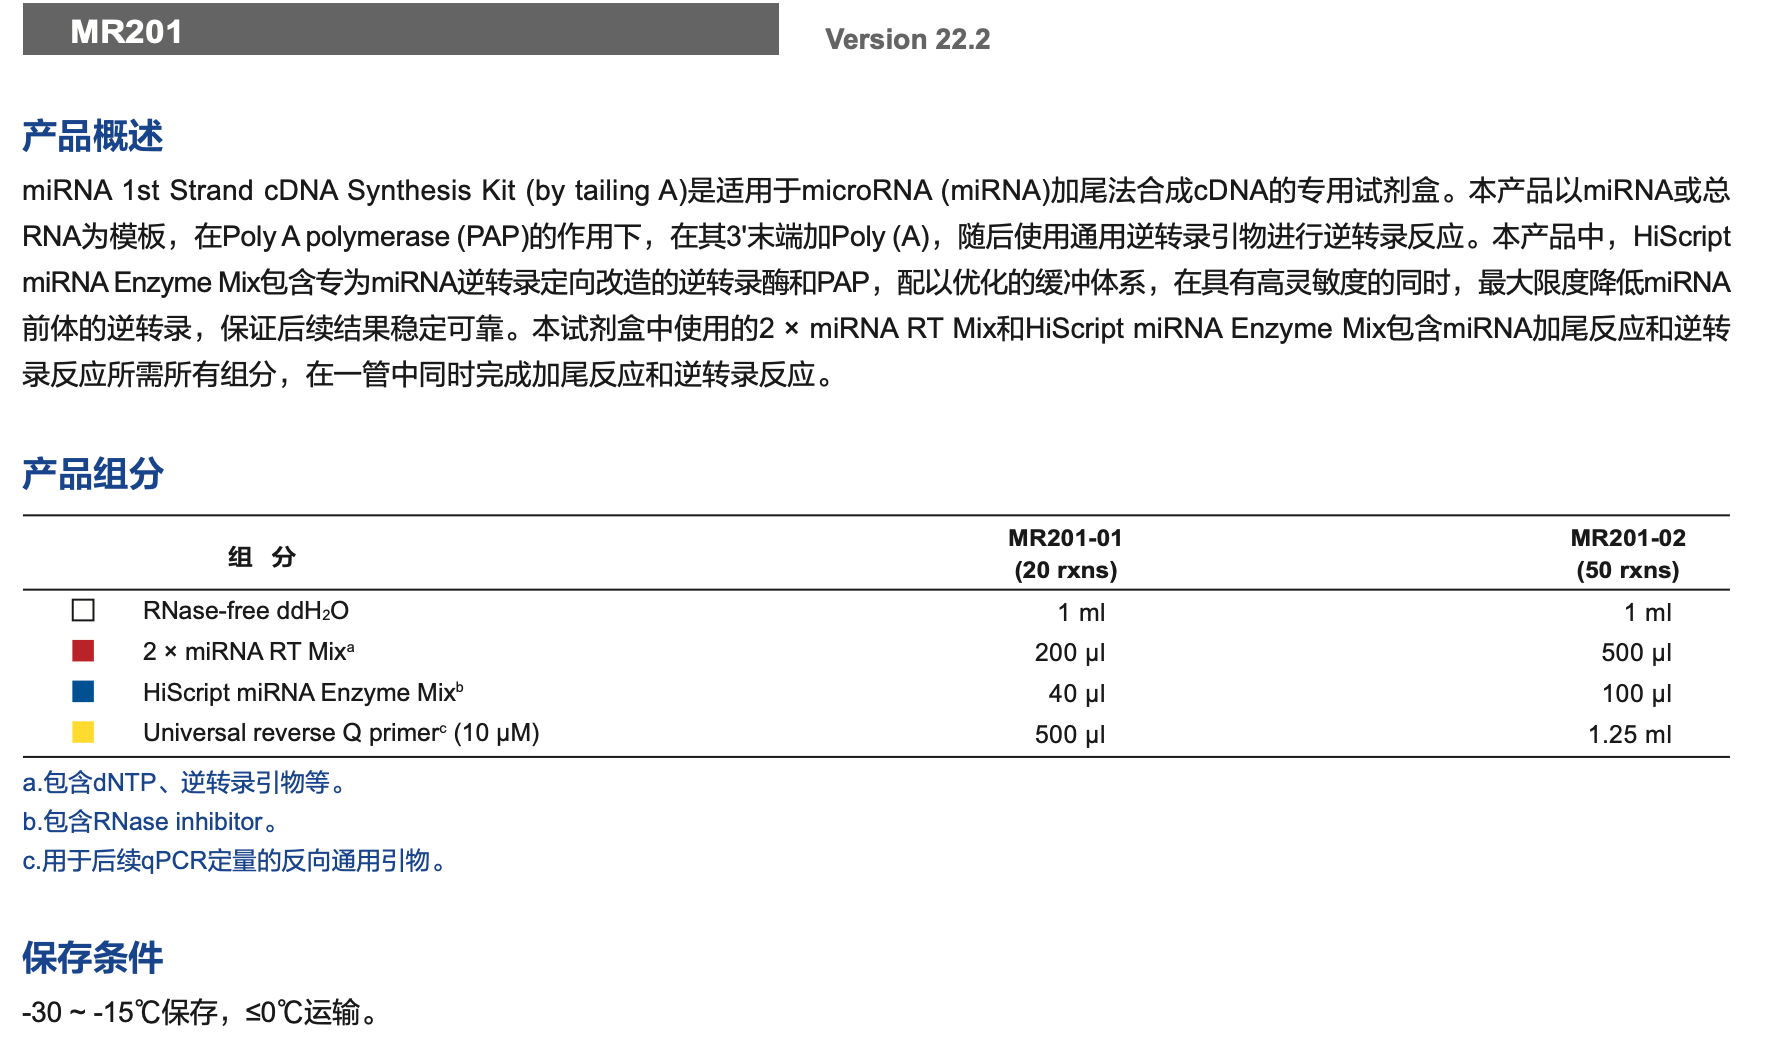 MR201
Version 22.2
产品概述
miRNA 1st Strand cDNA Synthesis Kit (by tailing A)是适用于microRNA (miRNA)加尾法合成cDNA的专用试剂盒。本产品以miRNA或总
RNA为模板，在Poly A polymerase (PAP)的作用下，在其3'末端加Poly (A)，随后使用通用逆转录引物进行逆转录反应。本产品中，HiScript
miRNA Enzyme Mix包含专为miRNA逆转录定向改造的逆转录酶和PAP，配以优化的缓冲体系，在具有高灵敏度的同时，最大限度降低miRNA
前体的逆转录，保证后续结果稳定可靠。本试剂盒中使用的2 × miRNA RT Mix和HiScript miRNA Enzyme Mix包含miRNA加尾反应和逆转
录反应所需所有组分，在一管中同时完成加尾反应和逆转录反应。
产品组分
组 分 MR201-01 MR201-02
(20 rxns) (50 rxns)
RNase-free ddH₂O 1 ml 1 ml
2 × miRNA RT Mixᵃ 200 μl 500 μl
HiScript miRNA Enzyme Mixᵇ 40 μl 100 μl
Universal reverse Q primerᶜ (10 μM) 500 μl 1.25 ml
a.包含dNTP、逆转录引物等。
b.包含RNase inhibitor。
c.用于后续qPCR定量的反向通用引物。
保存条件
-30 ~ -15℃保存，≤0℃运输。